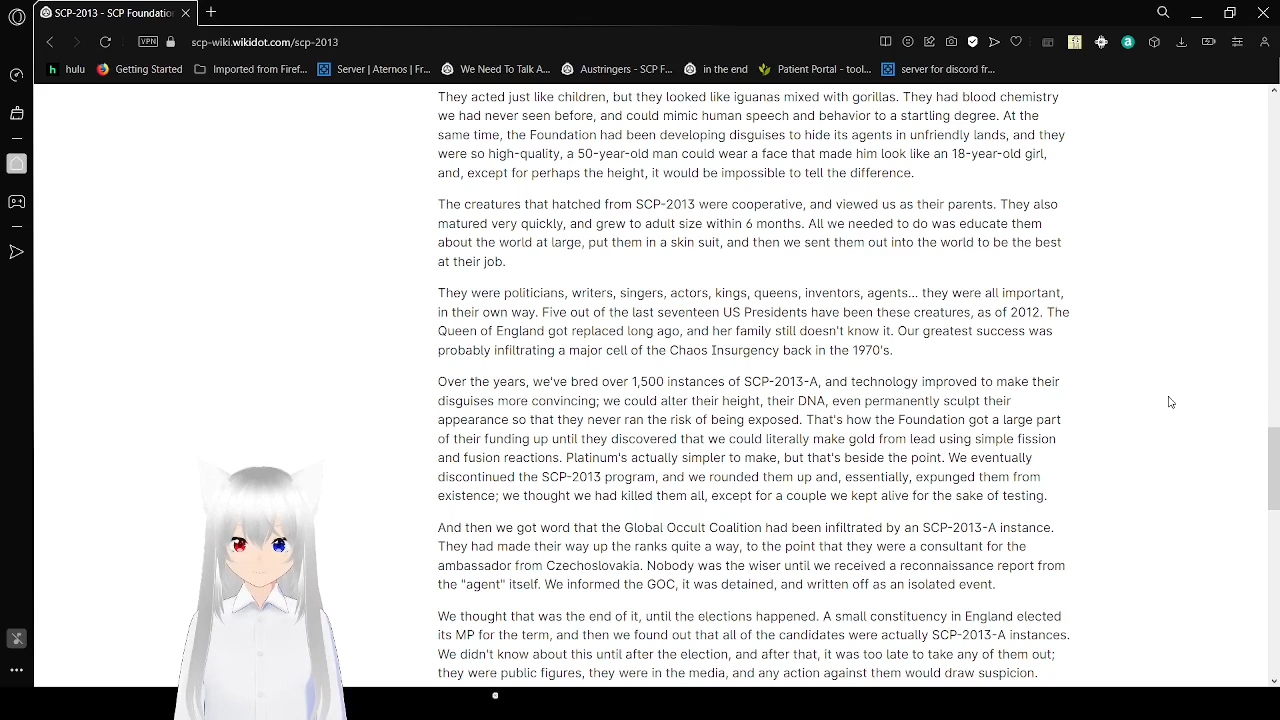 SCP-2013 - SCP Foundation
VPN
scp-wiki.wikidot.com/scp-2013
h hulu
Getting Started
Imported from Firef...
Server | Aternos | Fr...
We Need To Talk A...
Austringers - SCP F...
in the end
Patient Portal - tool...
server for discord fr...
They acted just like children, but they looked like iguanas mixed with gorillas. They had blood chemistry
we had never seen before, and could mimic human speech and behavior to a startling degree. At the
same time, the Foundation had been developing disguises to hide its agents in unfriendly lands, and they
were so high-quality, a 50-year-old man could wear a face that made him look like an 18-year-old girl,
and, except for perhaps the height, it would be impossible to tell the difference.
The creatures that hatched from SCP-2013 were cooperative, and viewed us as their parents. They also
matured very quickly, and grew to adult size within 6 months. All we needed to do was educate them
about the world at large, put them in a skin suit, and then we sent them out into the world to be the best
at their job.
They were politicians, writers, singers, actors, kings, queens, inventors, agents... they were all important,
in their own way. Five out of the last seventeen US Presidents have been these creatures, as of 2012. The
Queen of England got replaced long ago, and her family still doesn't know it. Our greatest success was
probably infiltrating a major cell of the Chaos Insurgency back in the 1970's.
Over the years, we've bred over 1,500 instances of SCP-2013-A, and technology improved to make their
disguises more convincing; we could alter their height, their DNA, even permanently sculpt their
appearance so that they never ran the risk of being exposed. That's how the Foundation got a large part
of their funding up until they discovered that we could literally make gold from lead using simple fission
and fusion reactions. Platinum's actually simpler to make, but that's beside the point. We eventually
discontinued the SCP-2013 program, and we rounded them up and, essentially, expunged them from
existence; we thought we had killed them all, except for a couple we kept alive for the sake of testing.
And then we got word that the Global Occult Coalition had been infiltrated by an SCP-2013-A instance.
They had made their way up the ranks quite a way, to the point that they were a consultant for the
ambassador from Czechoslovakia. Nobody was the wiser until we received a reconnaissance report from
the "agent" itself. We informed the GOC, it was detained, and written off as an isolated event.
We thought that was the end of it, until the elections happened. A small constituency in England elected
its MP for the term, and then we found out that all of the candidates were actually SCP-2013-A instances.
We didn't know about this until after the election, and after that, it was too late to take any of them out;
they were public figures, they were in the media, and any action against them would draw suspicion.